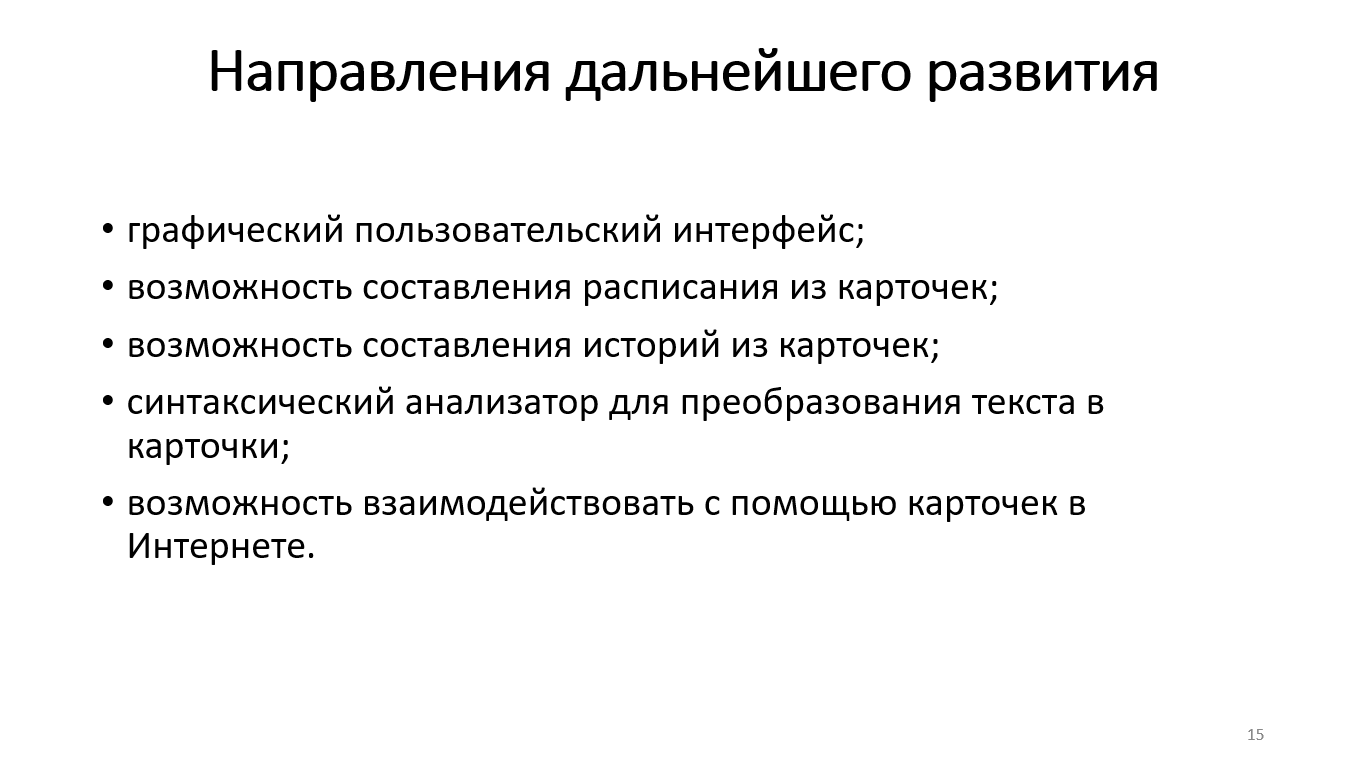 Направления дальнейшего развития
• графический пользовательский интерфейс;
• возможность составления расписания из карточек;
• возможность составления историй из карточек;
• синтаксический анализатор для преобразования текста в
карточки;
• возможность взаимодействовать с помощью карточек в
Интернете.
15